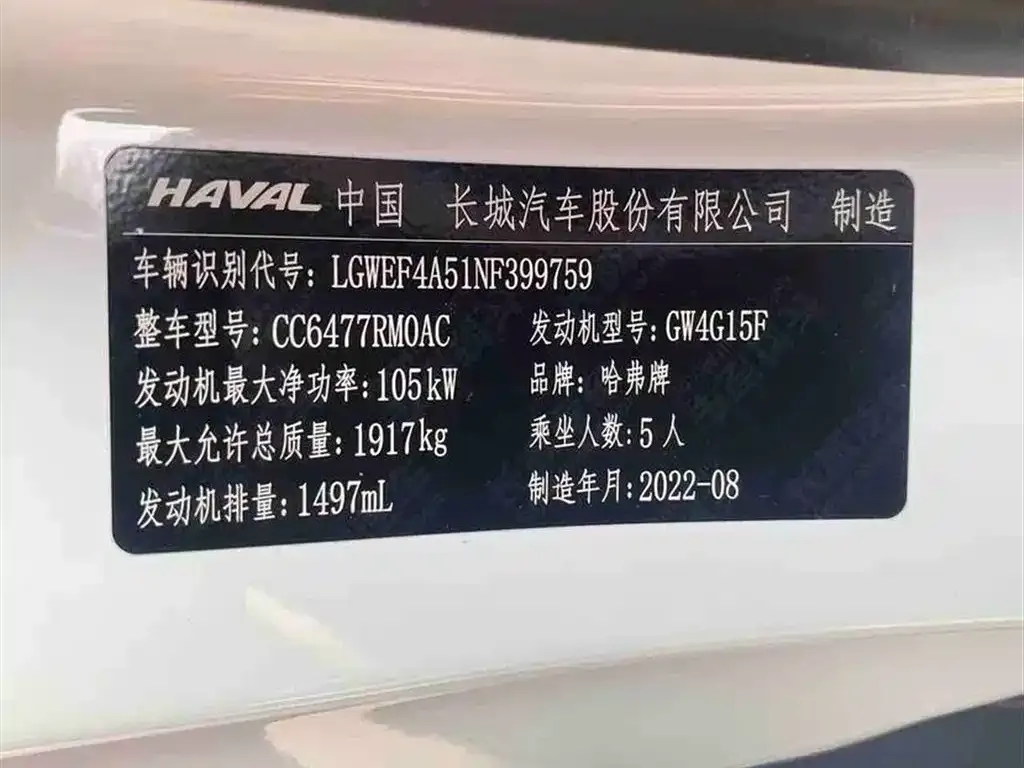 HAVAL 中国 长城汽车股份有限公司 制造
车辆识别代号: LGWEF4A51NF399759
整车型号: CC6477RM0AC 发动机型号: GW4G15F
发动机最大净功率: 105kW 品牌: 哈弗牌
最大允许总质量: 1917kg 乘坐人数: 5人
发动机排量: 1497mL 制造年月: 2022-08